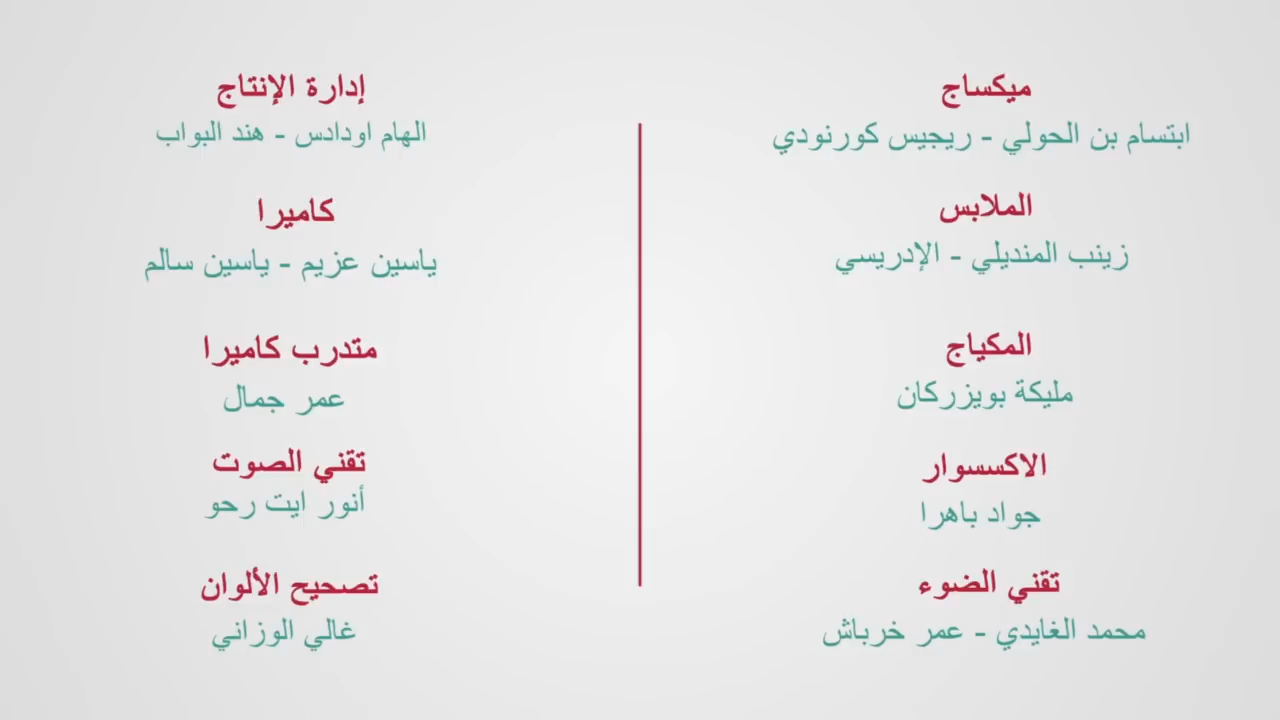 ميكساج
ابتسام بن الحولي - ريجيس كورنودي
الملابس
زينب المنديلي - الإدريسي
المكياج
مليكة بويزركان
الاكسسوار
جواد باهرا
تقني الضوء
محمد الغايدي - عمر خرباش
إدارة الإنتاج
الهام اودادس - هند البواب
كاميرا
ياسين عزيم - ياسين سالم
متدرب كاميرا
عمر جمال
تقني الصوت
أنور ايت رحو
تصحيح الألوان
غالي الوزاني